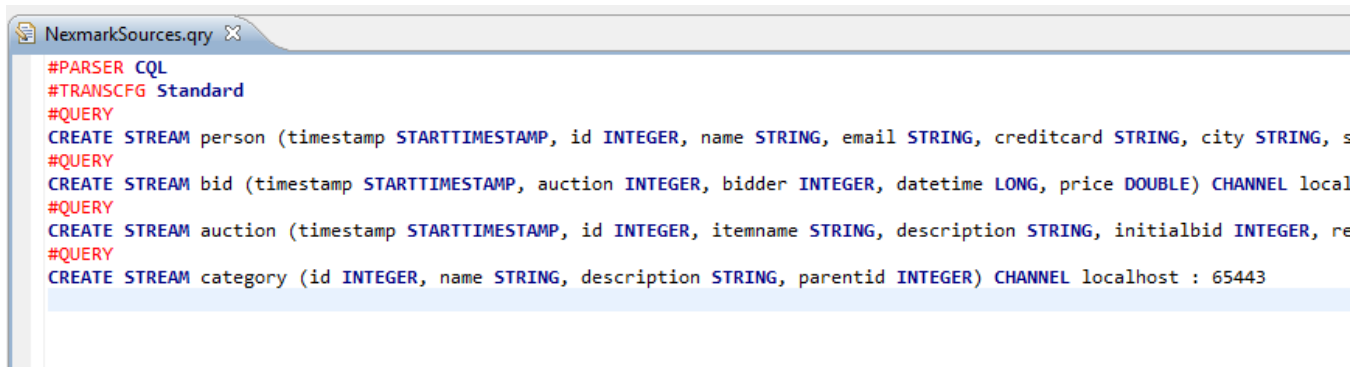 NexmarkSources.qry
#PARSER CQL
#TRANSCFG Standard
#QUERY
CREATE STREAM person (timestamp STARTTIMESTAMP, id INTEGER, name STRING, email STRING, creditcard STRING, city STRING, s
#QUERY
CREATE STREAM bid (timestamp STARTTIMESTAMP, auction INTEGER, bidder INTEGER, datetime LONG, price DOUBLE) CHANNEL local
#QUERY
CREATE STREAM auction (timestamp STARTTIMESTAMP, id INTEGER, itemname STRING, description STRING, initialbid INTEGER, re
#QUERY
CREATE STREAM category (id INTEGER, name STRING, description STRING, parentid INTEGER) CHANNEL localhost : 65443